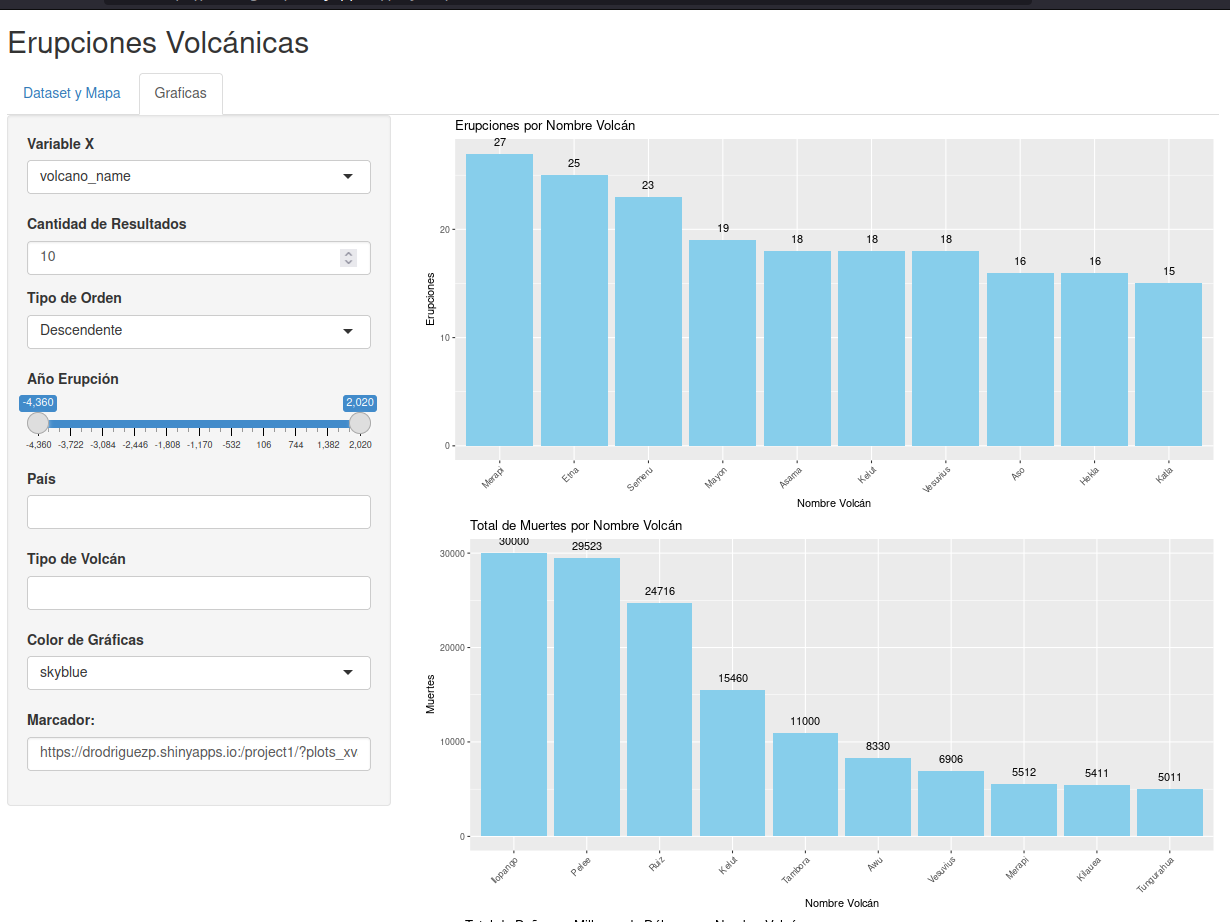 Erupciones Volcánicas
Dataset y Mapa
Graficas
Variable X
volcano_name
Cantidad de Resultados
10
Tipo de Orden
Descendente
Año Erupción
-4,360 2,020
-4,360 -3,722 -3,084 -2,446 -1,808 -1,170 -532 106 744 1,382 2,020
País
Tipo de Volcán
Color de Gráficas
skyblue
Marcador:
https://drodriguezp.shinyapps.io:/project1/?plots_xv
Erupciones por Nombre Volcán
27
25
23
19
18
18
18
16
16
15
20
10
0
Erupciones
Merapi
Etna
Semeru
Mayon
Asama
Kelut
Vesuvius
Aso
Hekla
Katla
Nombre Volcán
Total de Muertes por Nombre Volcán
30000
29523
24716
15460
11000
8330
6906
5512
5411
5011
30000
20000
10000
0
Muertes
Ilopango
Pelee
Ruiz
Kelut
Tambora
Awu
Vesuvius
Merapi
Kilauea
Tungurahua
Nombre Volcán